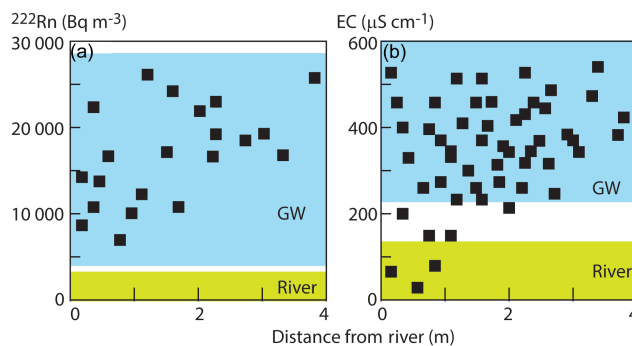 ²²²Rn (Bq m⁻³)
EC (µS cm⁻¹)
30 000
(a)
20 000
10 000
0
GW
River
0
2
4
600
(b)
400
200
0
GW
River
0
2
4
Distance from river (m)